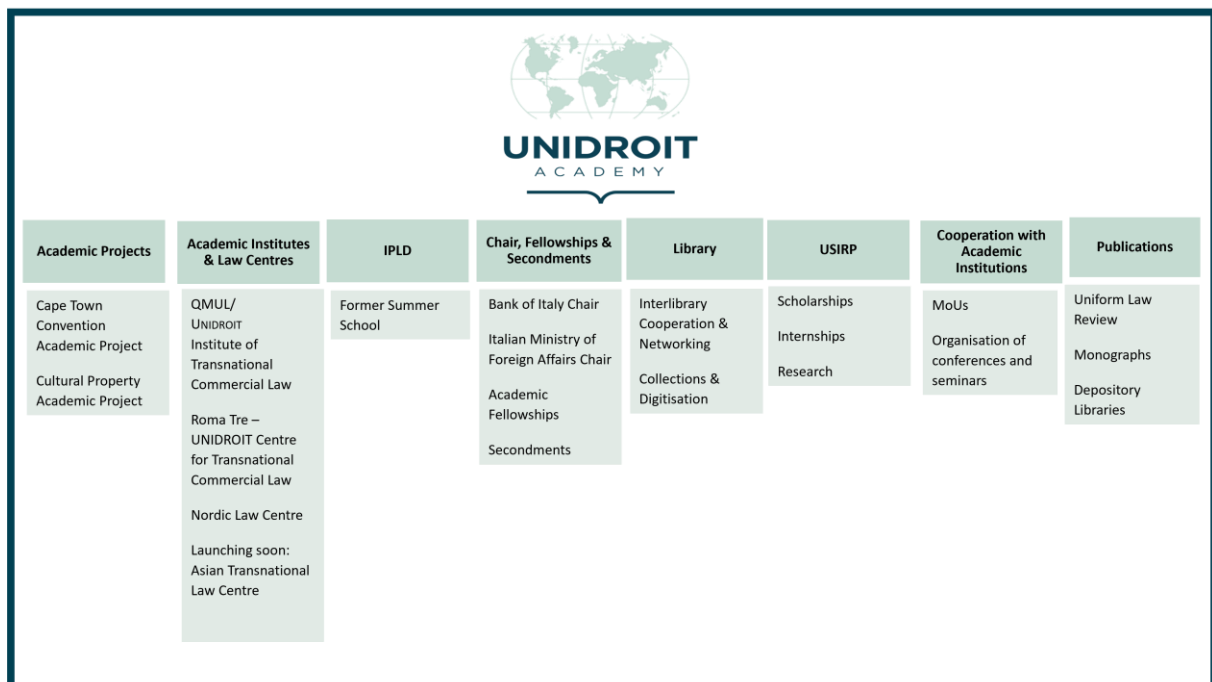 UNIDROIT
ACADEMY
Academic Projects
Cape Town
Convention
Academic Project
Cultural Property
Academic Project
Academic Institutes
& Law Centres
QMUL/
UNIDROIT
Institute of
Transnational
Commercial Law
Roma Tre –
UNIDROIT Centre
for Transnational
Commercial Law
Nordic Law Centre
Launching soon:
Asian Transnational
Law Centre
IPLD
Former Summer
School
Chair, Fellowships &
Secondments
Bank of Italy Chair
Italian Ministry of
Foreign Affairs Chair
Academic
Fellowships
Secondments
Library
Interlibrary
Cooperation &
Networking
Collections &
Digitisation
USIRP
Scholarships
Internships
Research
Cooperation with
Academic
Institutions
MoUs
Organisation of
conferences and
seminars
Publications
Uniform Law
Review
Monographs
Depository
Libraries